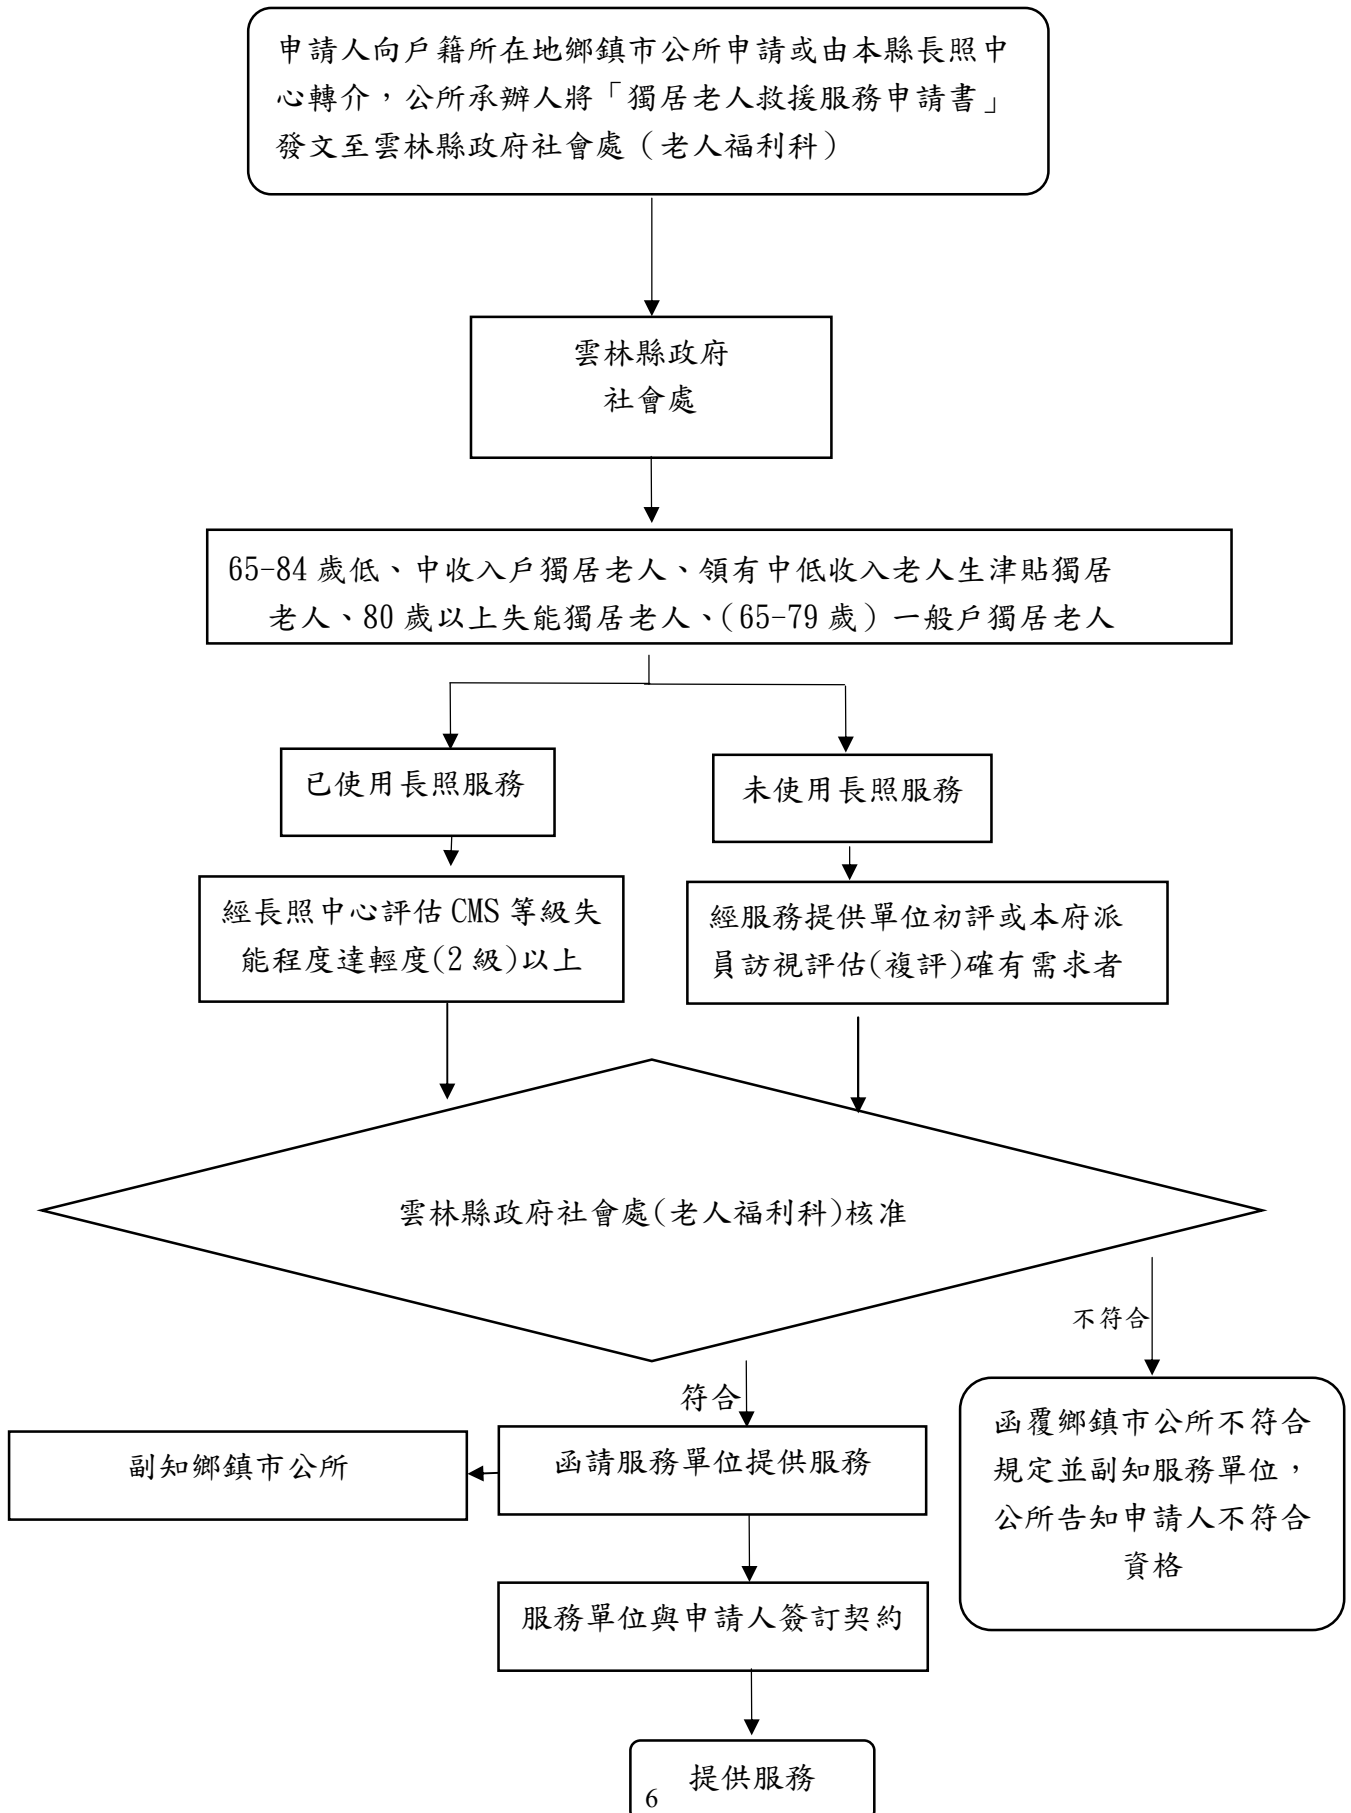 申請人向戶籍所在地鄉鎮市公所申請或由本縣長照中
心轉介，公所承辦人將「獨居老人救援服務申請書」
發文至雲林縣政府社會處（老人福利科）
雲林縣政府
社會處
65-84 歲低、中收入戶獨居老人、領有中低收入老人生津貼獨居
老人、80 歲以上失能獨居老人、(65-79 歲）一般戶獨居老人
已使用長照服務
未使用長照服務
經長照中心評估 CMS 等級失
能程度達輕度(2 級)以上
經服務提供單位初評或本府派
員訪視評估(複評)確有需求者
雲林縣政府社會處(老人福利科)核准
不符合
符合
副知鄉鎮市公所
函請服務單位提供服務
函覆鄉鎮市公所不符合
規定並副知服務單位，
公所告知申請人不符合
資格
服務單位與申請人簽訂契約
提供服務
6